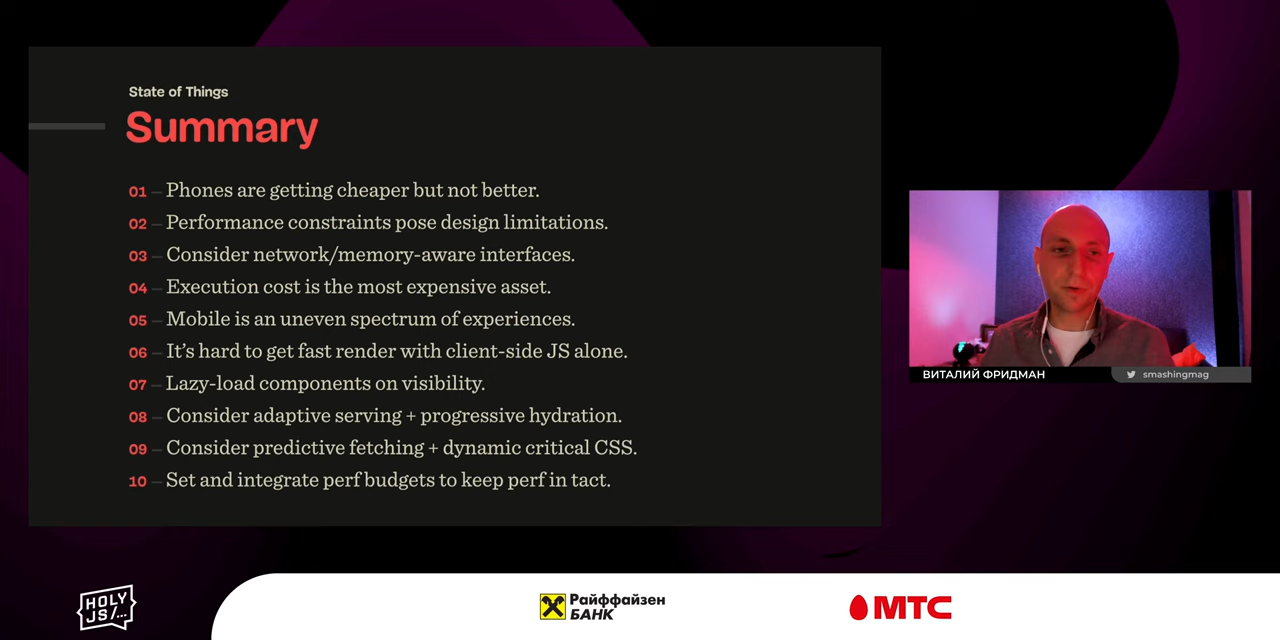 State of Things
Summary
01 — Phones are getting cheaper but not better.
02 — Performance constraints pose design limitations.
03 — Consider network/memory-aware interfaces.
04 — Execution cost is the most expensive asset.
05 — Mobile is an uneven spectrum of experiences.
06 — It's hard to get fast render with client-side JS alone.
07 — Lazy-load components on visibility.
08 — Consider adaptive serving + progressive hydration.
09 — Consider predictive fetching + dynamic critical CSS.
10 — Set and integrate perf budgets to keep perf in tact.
ВИТАЛИЙ ФРИДМАН
smashingmag
HOLY
JS/...
Райффайзен
БАНК
МТС